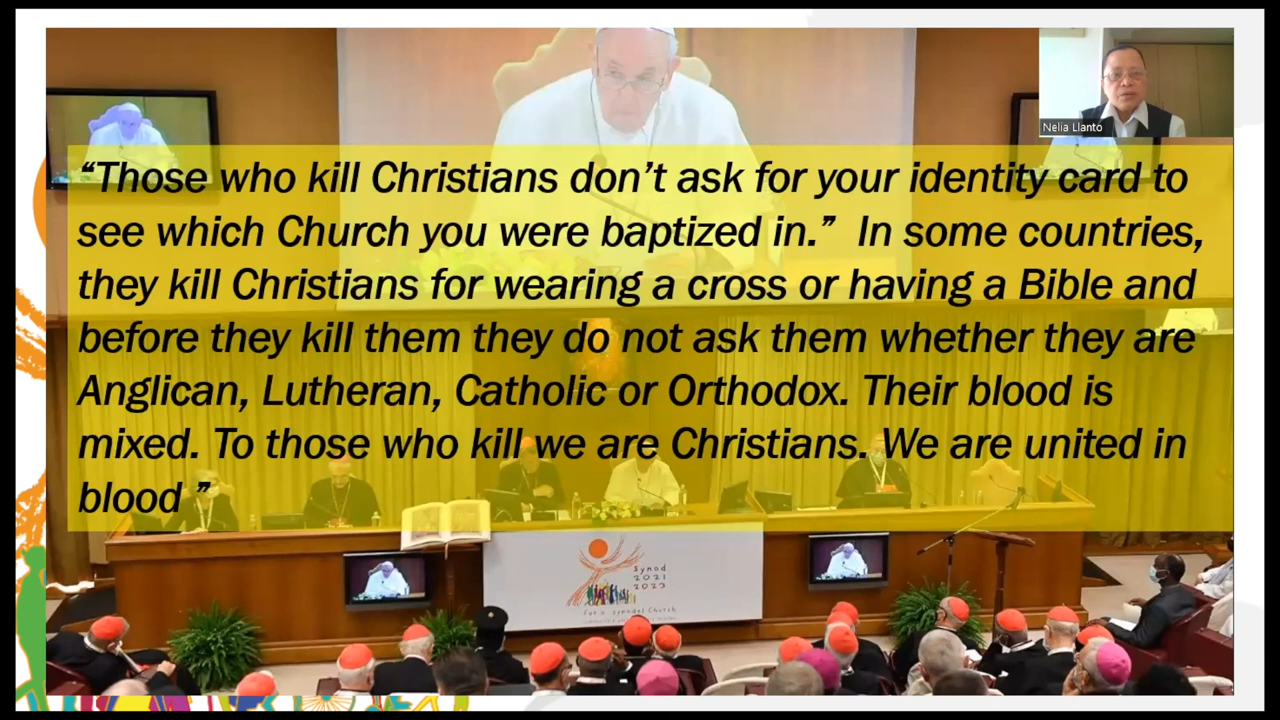 Nelia Llanto
“Those who kill Christians don’t ask for your identity card to
see which Church you were baptized in.”  In some countries,
they kill Christians for wearing a cross or having a Bible and
before they kill them they do not ask them whether they are
Anglican, Lutheran, Catholic or Orthodox. Their blood is
mixed. To those who kill we are Christians. We are united in
blood ”
Synod
2021
2023
For a synodal Church